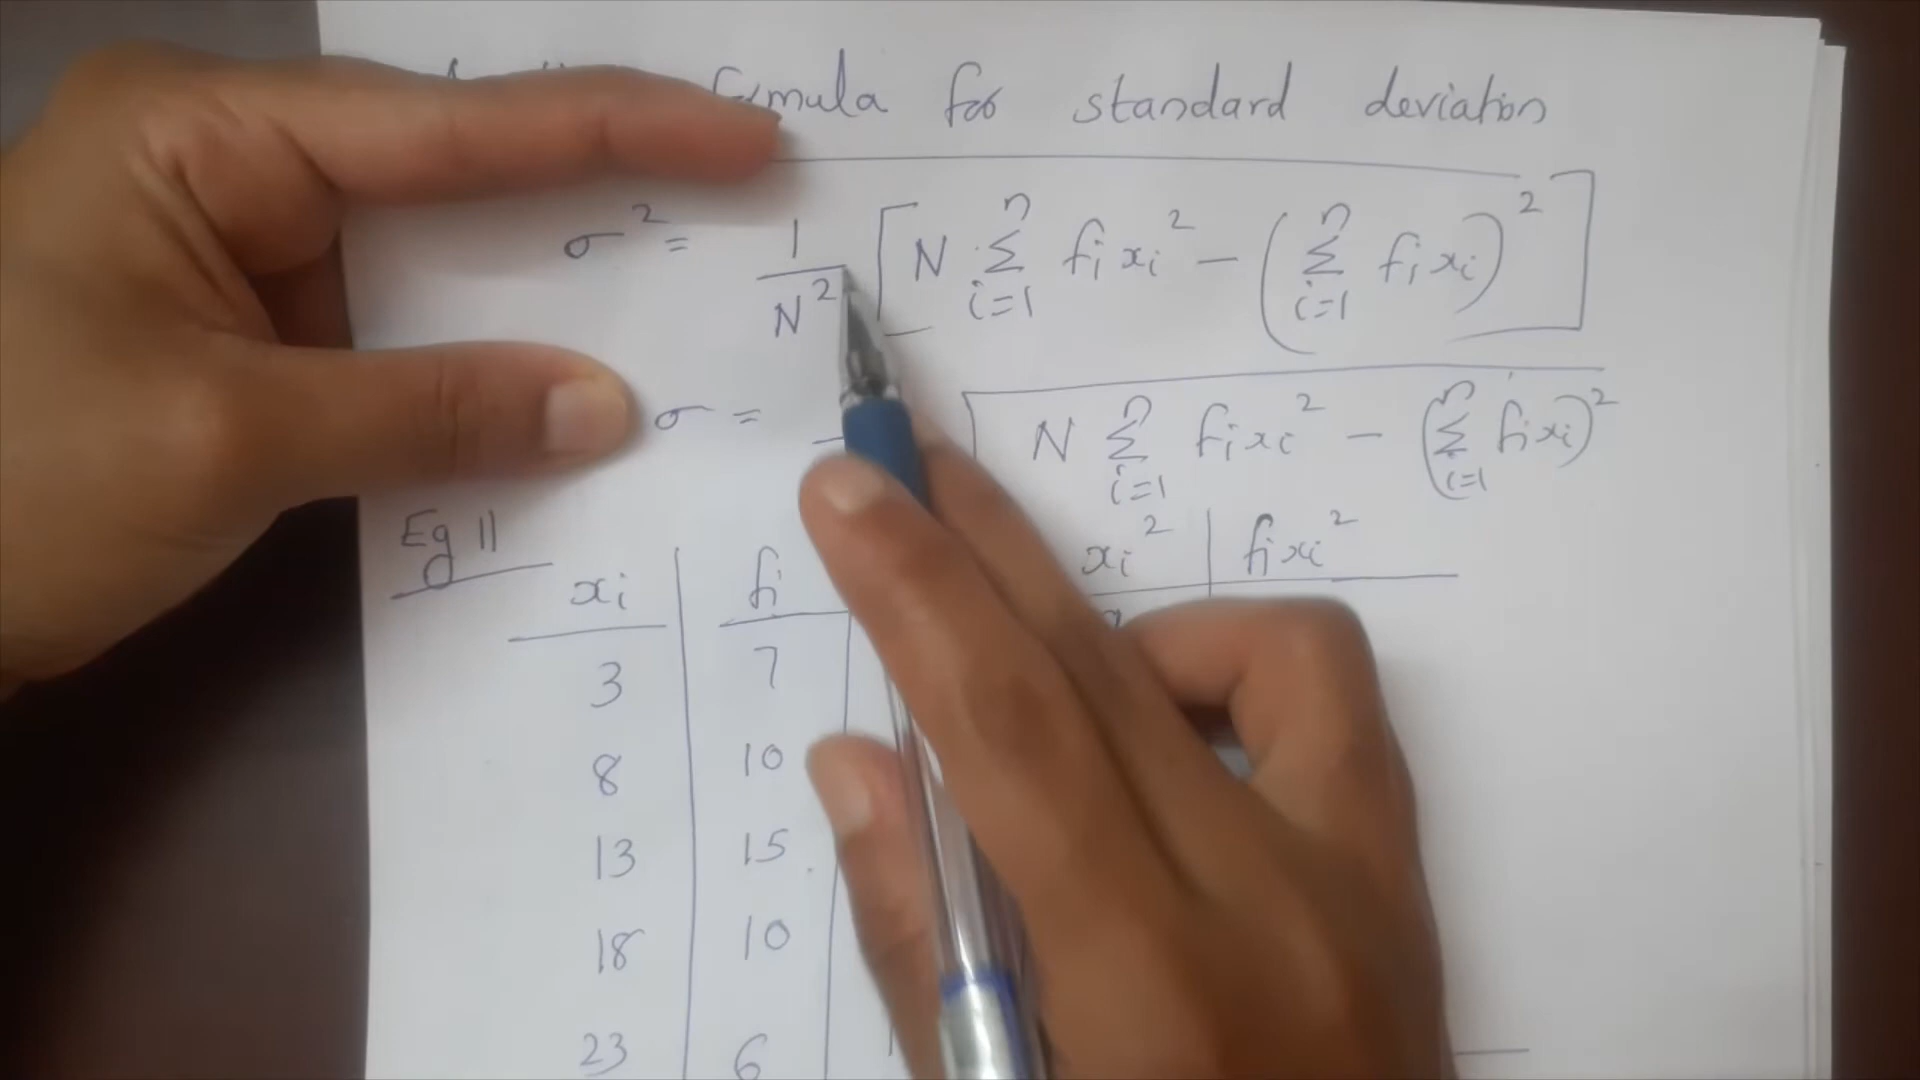 formula for standard deviation
σ² = 1/N² [N Σ_{i=1}^{n} fᵢxᵢ² − (Σ_{i=1}^{n} fᵢxᵢ)²]
σ = √(N Σ_{i=1}^{n} fᵢxᵢ² − (Σ_{i=1}^{n} fᵢxᵢ)²)
Eg 11
xᵢ fᵢ xᵢ² fᵢxᵢ²
3 7
8 10
13 15
18 10
23 6